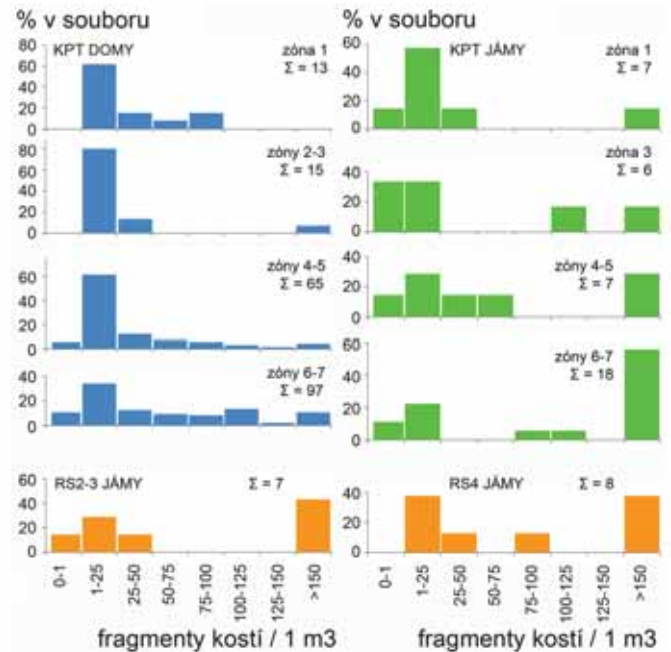 % v souboru
80
60
40
20
0
KPT DOMY
zóna 1
Σ = 13
80
60
40
20
0
zóny 2-3
Σ = 15
60
40
20
0
zóny 4-5
Σ = 65
40
20
0
zóny 6-7
Σ = 97
60
40
20
0
RS2-3 JÁMY
Σ = 7
0-1
1-25
25-50
50-75
75-100
100-125
125-150
>150
fragmenty kostí / 1 m3
% v souboru
60
40
20
0
KPT JÁMY
zóna 1
Σ = 7
40
20
0
zóna 3
Σ = 6
40
20
0
zóny 4-5
Σ = 7
60
40
20
0
zóny 6-7
Σ = 18
40
20
0
RS4 JÁMY
Σ = 8
0-1
1-25
25-50
50-75
75-100
100-125
125-150
>150
fragmenty kostí / 1 m3